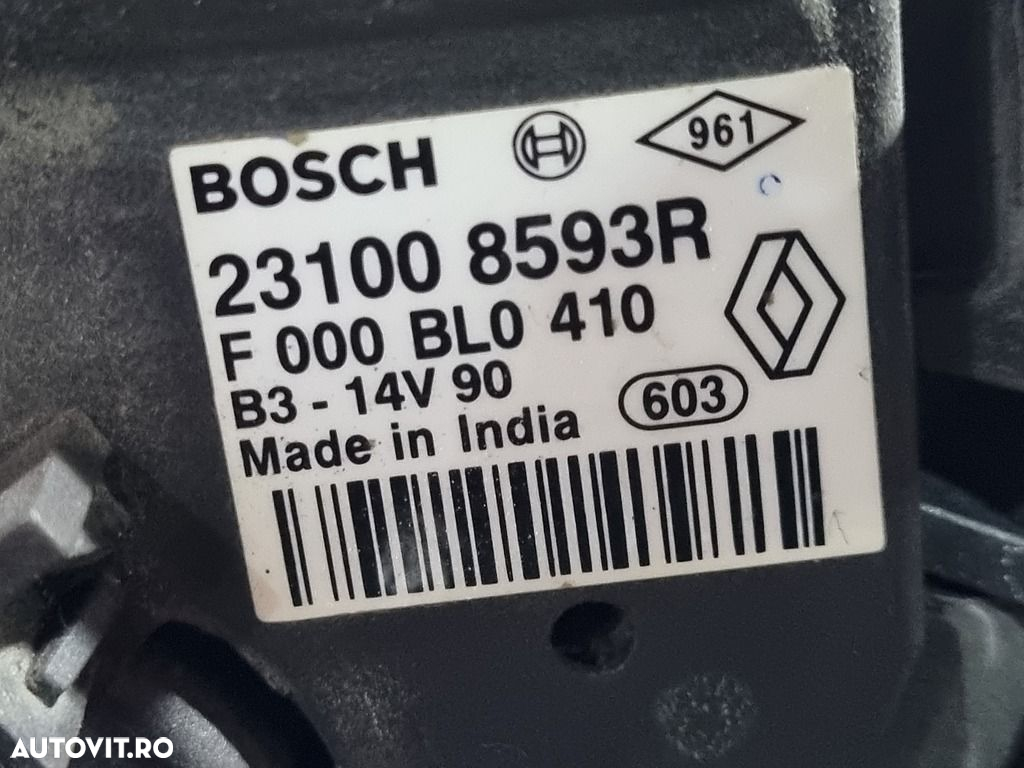 BOSCH
961
23100 8593R
F 000 BL0 410
B3 - 14V 90
603
Made in India
AUTOVIT.RO